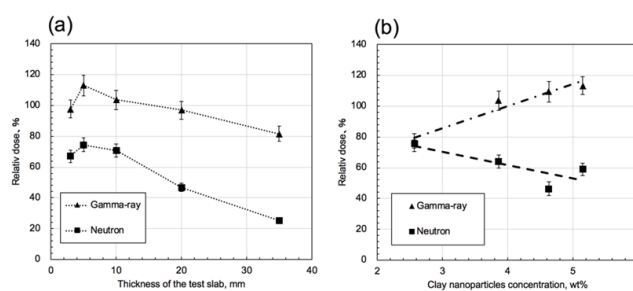 (a)
140
120
100
80
60
40
20
0
Relativ dose, %
Gamma-ray
Neutron
0 10 20 30 40
Thickness of the test slab, mm
(b)
140
120
100
80
60
40
20
0
Relativ dose, %
Gamma-ray
Neutron
2 3 4 5 6
Clay nanoparticles concentration, wt%